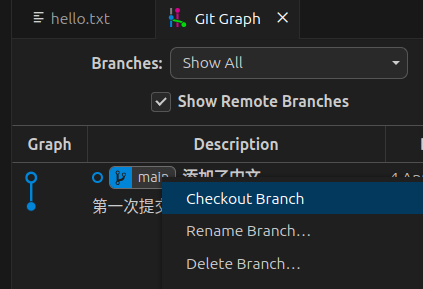 hello.txt
Git Graph
Branches:
Show All
Show Remote Branches
Graph
Description
main
添加了中文
第一次提交
Checkout Branch
Rename Branch...
Delete Branch...